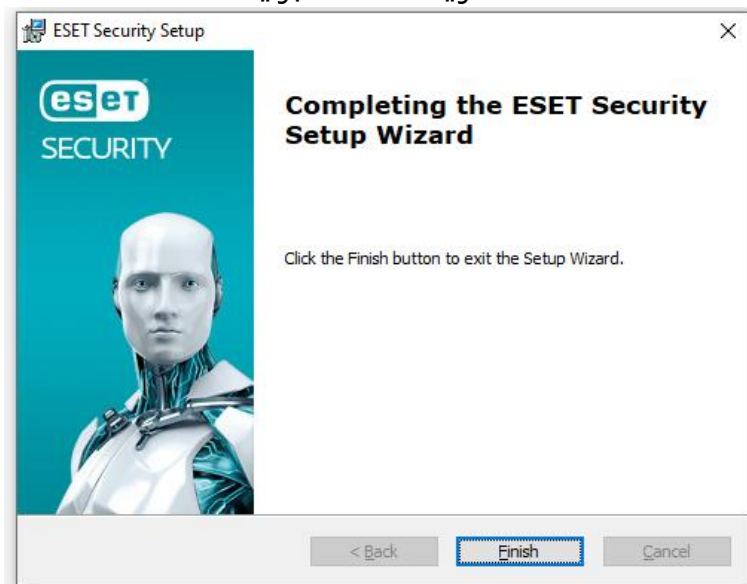 ESET Security Setup
eset
SECURITY
Completing the ESET Security
Setup Wizard
Click the Finish button to exit the Setup Wizard.
< Back
Finish
Cancel